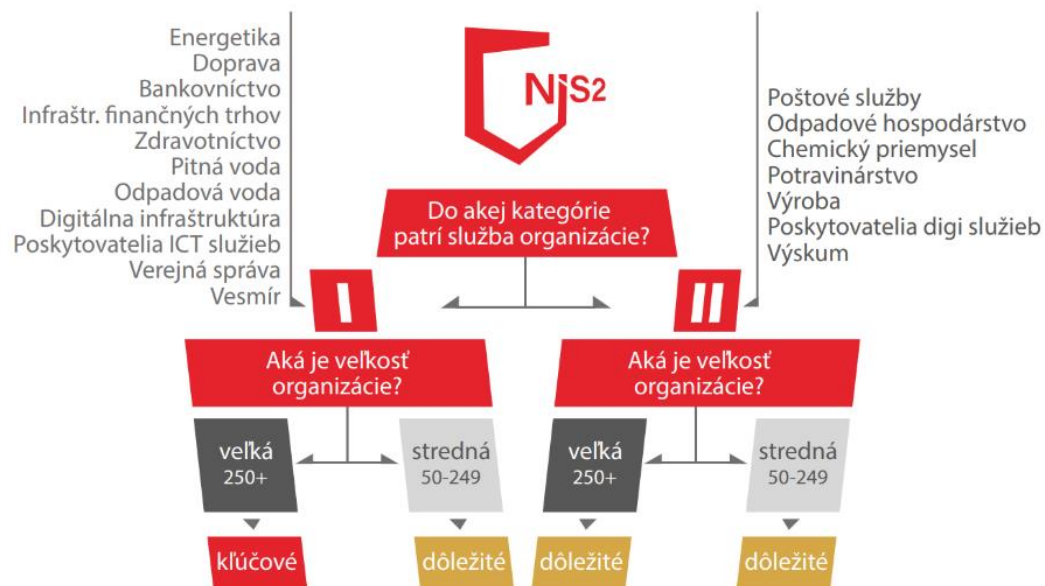 Energetika
Doprava
Bankovníctvo
Infraštr. finančných trhov
Zdravotníctvo
Pitná voda
Odpadová voda
Digitálna infraštruktúra
Poskytovatelia ICT služieb
Verejná správa
Vesmír
NIS2
Poštové služby
Odpadové hospodárstvo
Chemický priemysel
Potravinárstvo
Výroba
Poskytovatelia digi služieb
Výskum
Do akej kategórie
patrí služba organizácie?
I
II
Aká je veľkosť
organizácie?
Aká je veľkosť
organizácie?
veľká
250+
stredná
50-249
veľká
250+
stredná
50-249
kľúčové
dôležité
dôležité
dôležité